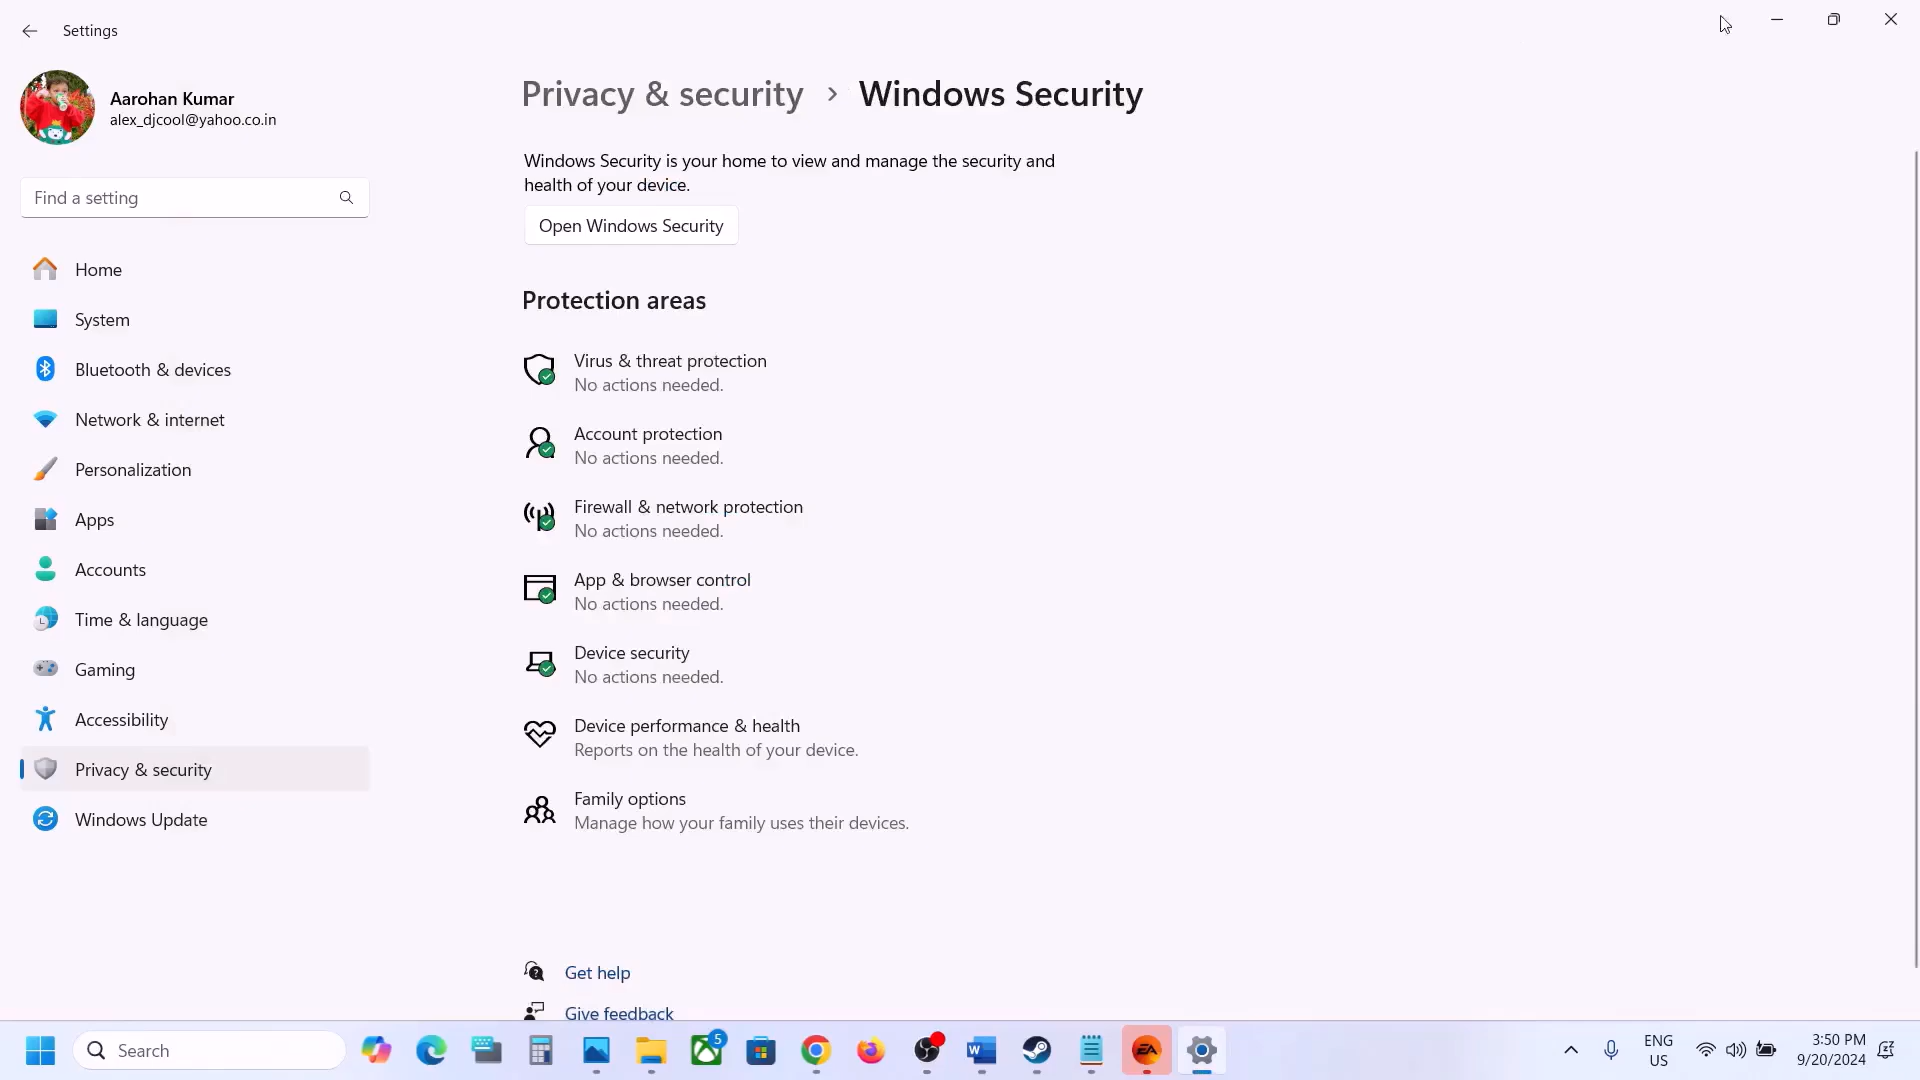 Settings
Aarohan Kumar
alex_djcool@yahoo.co.in
Find a setting
Home
System
Bluetooth & devices
Network & internet
Personalization
Apps
Accounts
Time & language
Gaming
Accessibility
Privacy & security
Windows Update
Privacy & security > Windows Security
Windows Security is your home to view and manage the security and
health of your device.
Open Windows Security
Protection areas
Virus & threat protection
No actions needed.
Account protection
No actions needed.
Firewall & network protection
No actions needed.
App & browser control
No actions needed.
Device security
No actions needed.
Device performance & health
Reports on the health of your device.
Family options
Manage how your family uses their devices.
Get help
Give feedback
Search
5
W
EA
ENG
US
3:50 PM
9/20/2024